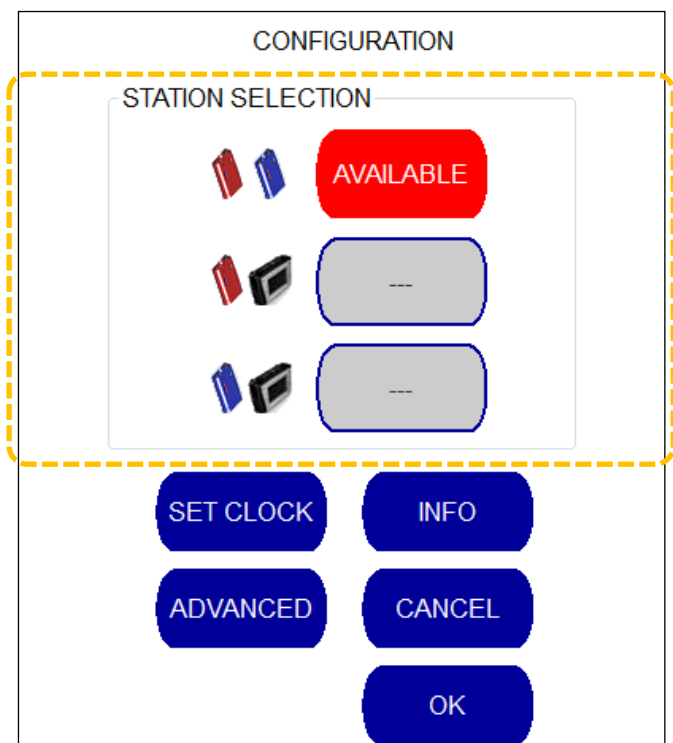 CONFIGURATION
STATION SELECTION
AVAILABLE
---
---
SET CLOCK INFO
ADVANCED CANCEL
OK